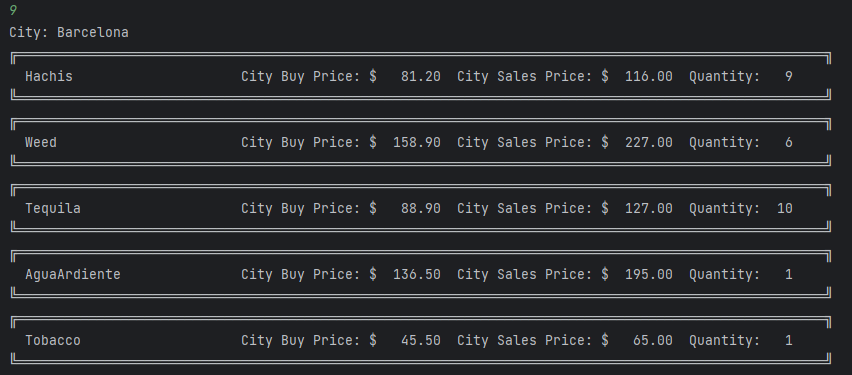 9
City: Barcelona
Hachis City Buy Price: $ 81.20 City Sales Price: $ 116.00 Quantity: 9
Weed City Buy Price: $ 158.90 City Sales Price: $ 227.00 Quantity: 6
Tequila City Buy Price: $ 88.90 City Sales Price: $ 127.00 Quantity: 10
AguaArdiente City Buy Price: $ 136.50 City Sales Price: $ 195.00 Quantity: 1
Tobacco City Buy Price: $ 45.50 City Sales Price: $ 65.00 Quantity: 1